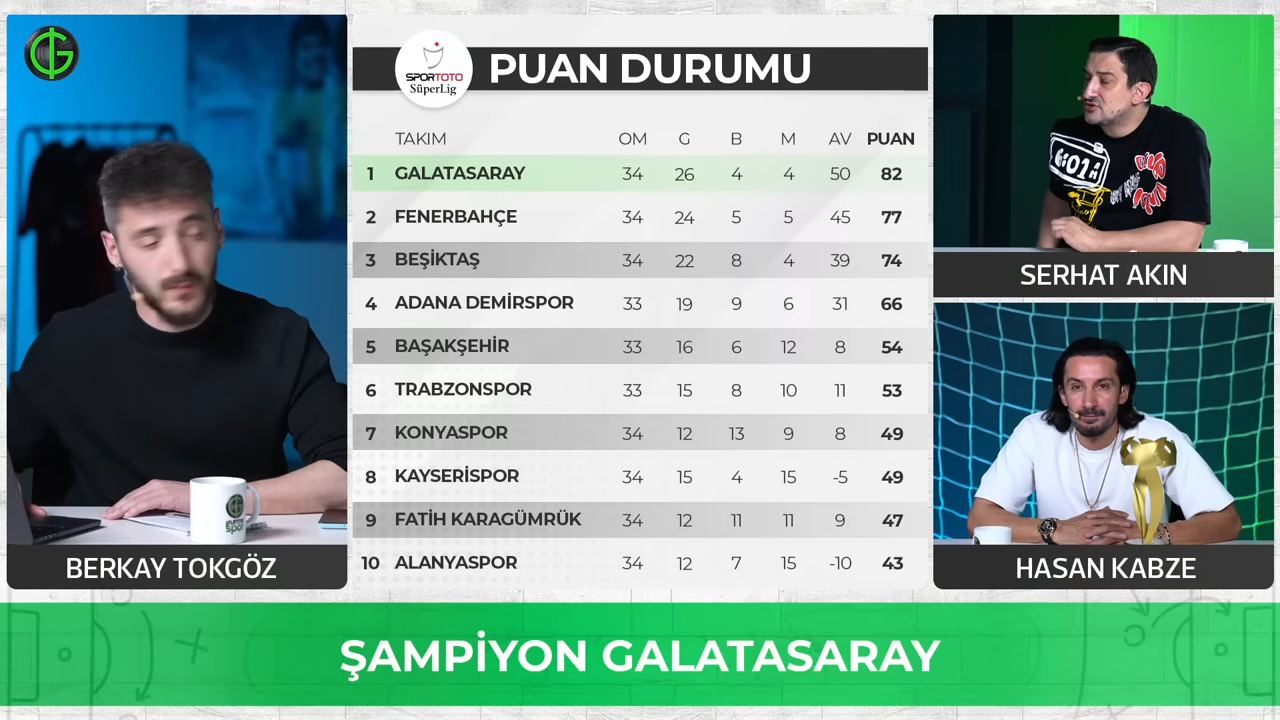 SPORTOTO
SüperLig
PUAN DURUMU
TAKIM OM G B M AV PUAN
1 GALATASARAY 34 26 4 4 50 82
2 FENERBAHÇE 34 24 5 5 45 77
3 BEŞİKTAŞ 34 22 8 4 39 74
4 ADANA DEMİRSPOR 33 19 9 6 31 66
5 BAŞAKŞEHİR 33 16 6 12 8 54
6 TRABZONSPOR 33 15 8 10 11 53
7 KONYASPOR 34 12 13 9 8 49
8 KAYSERİSPOR 34 15 4 15 -5 49
9 FATİH KARAGÜMRÜK 34 12 11 11 9 47
10 ALANYASPOR 34 12 7 15 -10 43
BERKAY TOKGÖZ
SERHAT AKIN
HASAN KABZE
ŞAMPİYON GALATASARAY